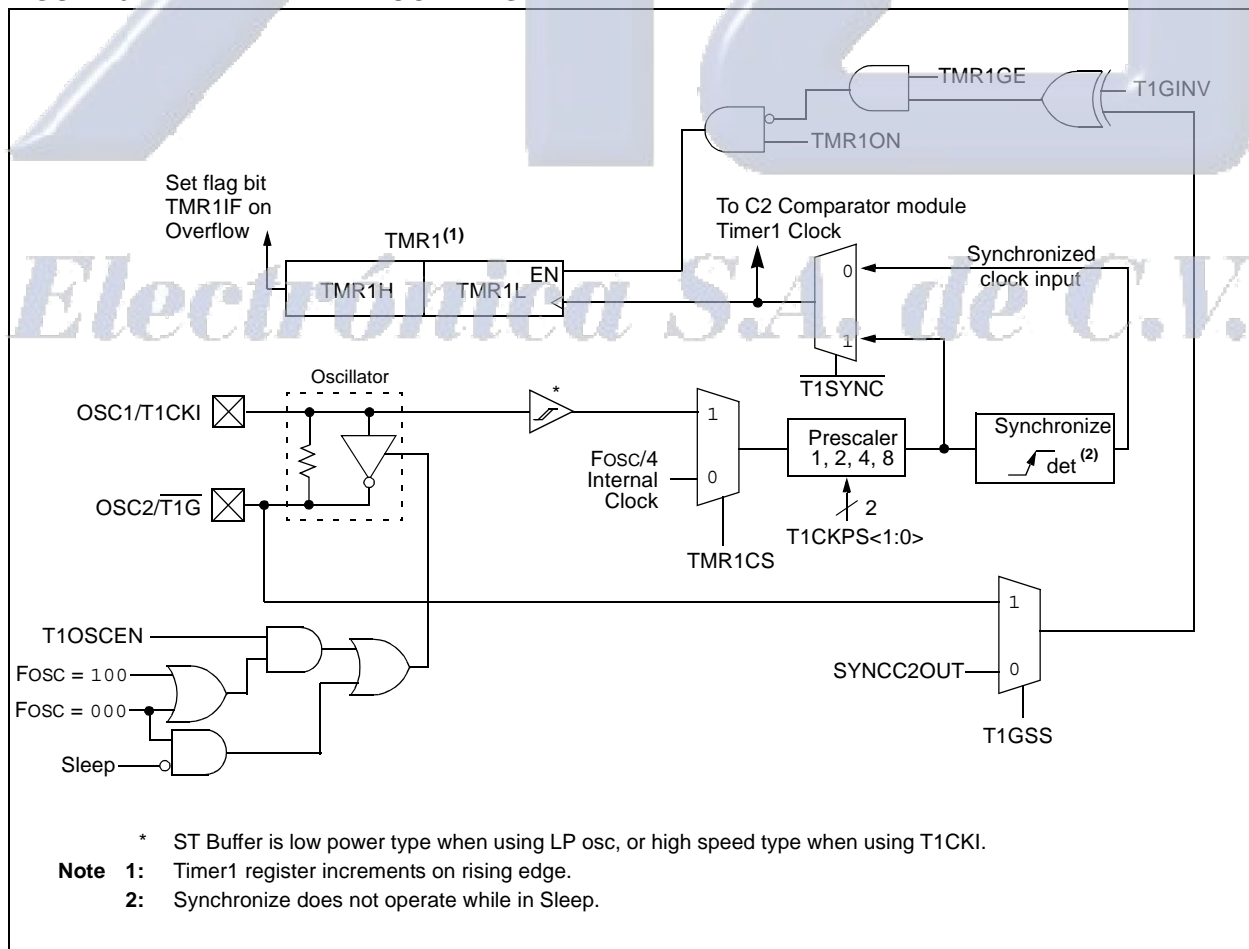 TMR1GE
T1GINV
TMR1ON
Set flag bit
TMR1IF on
Overflow
To C2 Comparator module
Timer1 Clock
TMR1(1)
EN
TMR1H
TMR1L
0
Synchronized
clock input
Electrónica S.A. de C.V.
1
T1SYNC
Oscillator
*
OSC1/T1CKI
1
FOSC/4
Internal
Clock
0
Prescaler
1, 2, 4, 8
Synchronize
det (2)
OSC2/T1G
2
T1CKPS<1:0>
TMR1CS
1
T1OSCEN
SYNCC2OUT
0
FOSC = 100
FOSC = 000
T1GSS
Sleep
* ST Buffer is low power type when using LP osc, or high speed type when using T1CKI.
Note 1: Timer1 register increments on rising edge.
2: Synchronize does not operate while in Sleep.